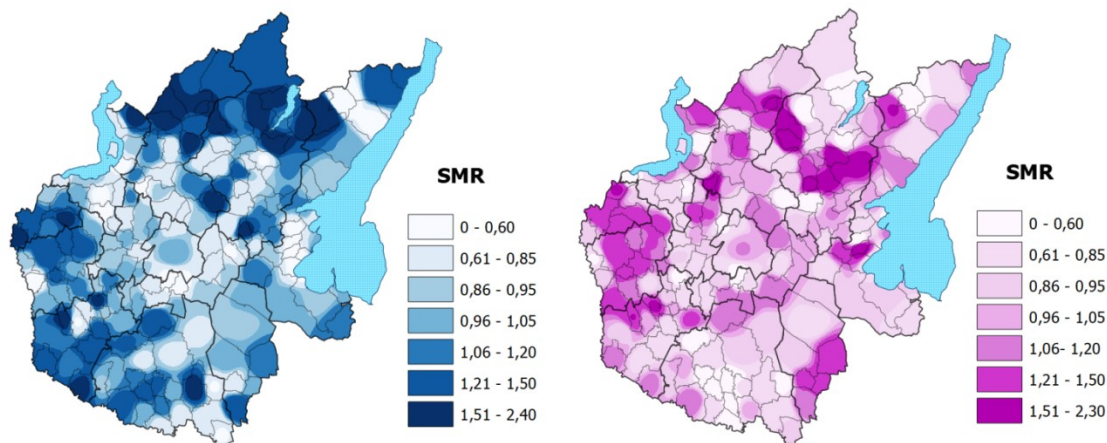 SMR
0 - 0,60
0,61 - 0,85
0,86 - 0,95
0,96 - 1,05
1,06 - 1,20
1,21 - 1,50
1,51 - 2,40
SMR
0 - 0,60
0,61 - 0,85
0,86 - 0,95
0,96 - 1,05
1,06- 1,20
1,21 - 1,50
1,51 - 2,30